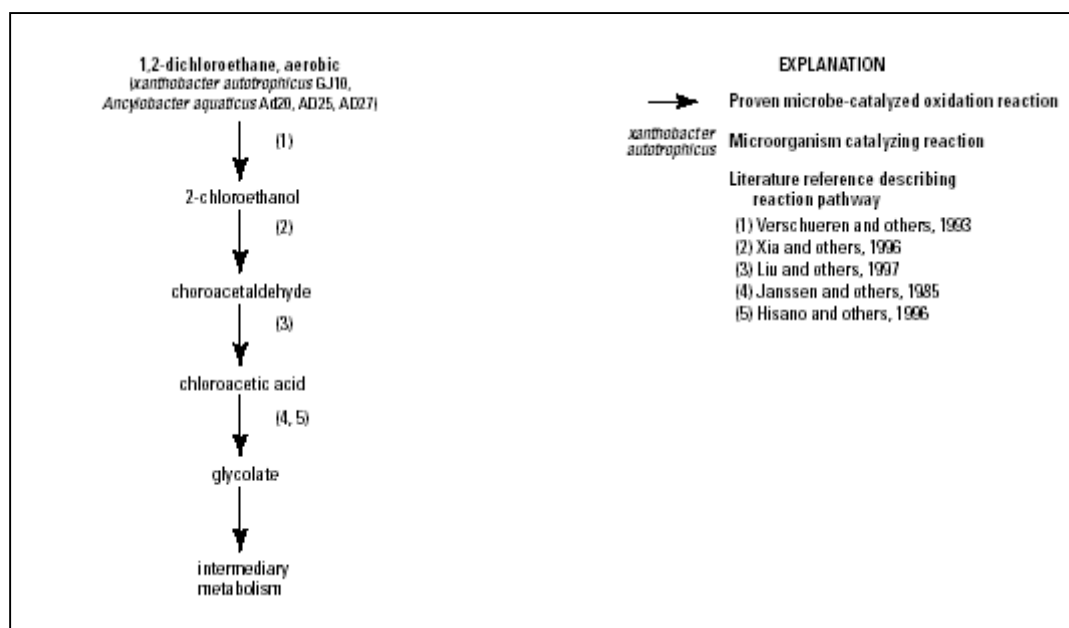 1,2-dichloroethane, aerobic
(xanthobacter autotrophicus GJ10,
Ancylobacter aquaticus Ad20, AD25, AD27)
(1)
2-chloroethanol
(2)
choroacetaldehyde
(3)
chloroacetic acid
(4, 5)
glycolate
intermediary
metabolism
EXPLANATION
Proven microbe-catalyzed oxidation reaction
xanthobacter
autotrophicus
Microorganism catalyzing reaction
Literature reference describing
reaction pathway
(1) Verschueren and others, 1993
(2) Xia and others, 1996
(3) Liu and others, 1997
(4) Janssen and others, 1985
(5) Hisano and others, 1996